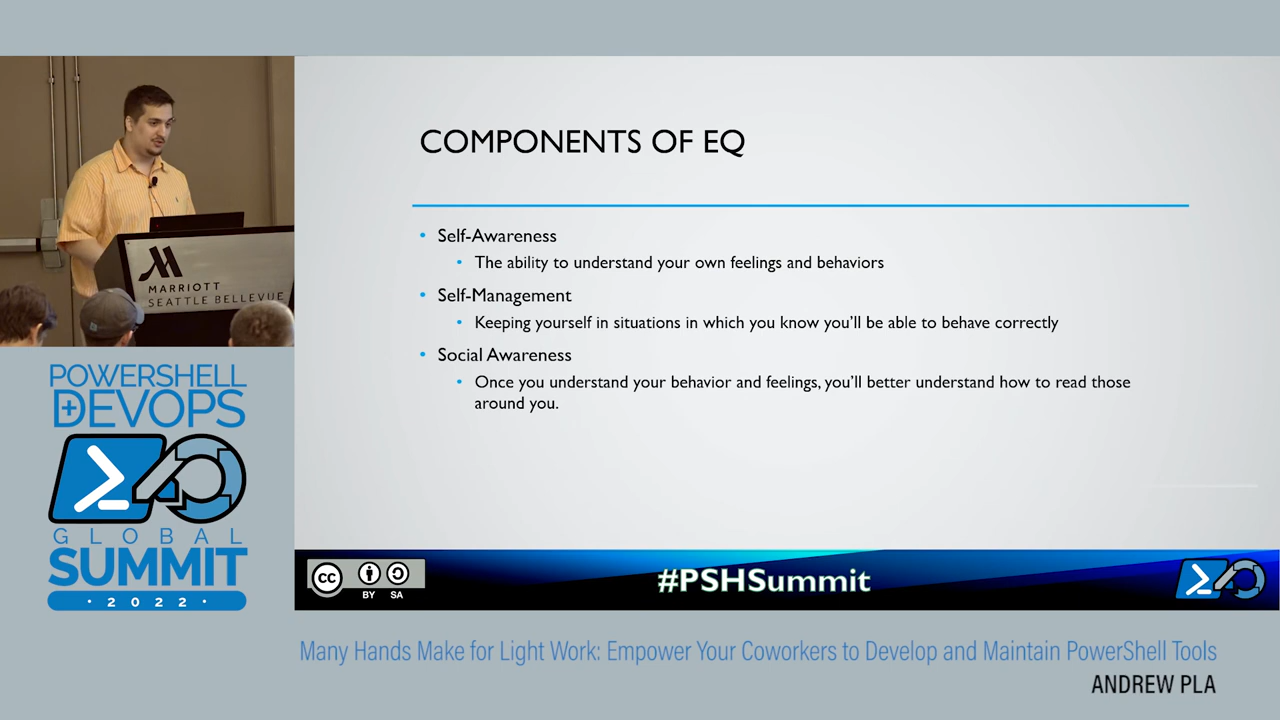 COMPONENTS OF EQ
• Self-Awareness
• The ability to understand your own feelings and behaviors
• Self-Management
• Keeping yourself in situations in which you know you'll be able to behave correctly
• Social Awareness
• Once you understand your behavior and feelings, you'll better understand how to read those
around you.
MARRIOTT
SEATTLE BELLEVUE
POWERSHELL
+ DEVOPS
GLOBAL
SUMMIT
· 2022 ·
CC
BY SA
#PSHSummit
Many Hands Make for Light Work: Empower Your Coworkers to Develop and Maintain PowerShell Tools
ANDREW PLA